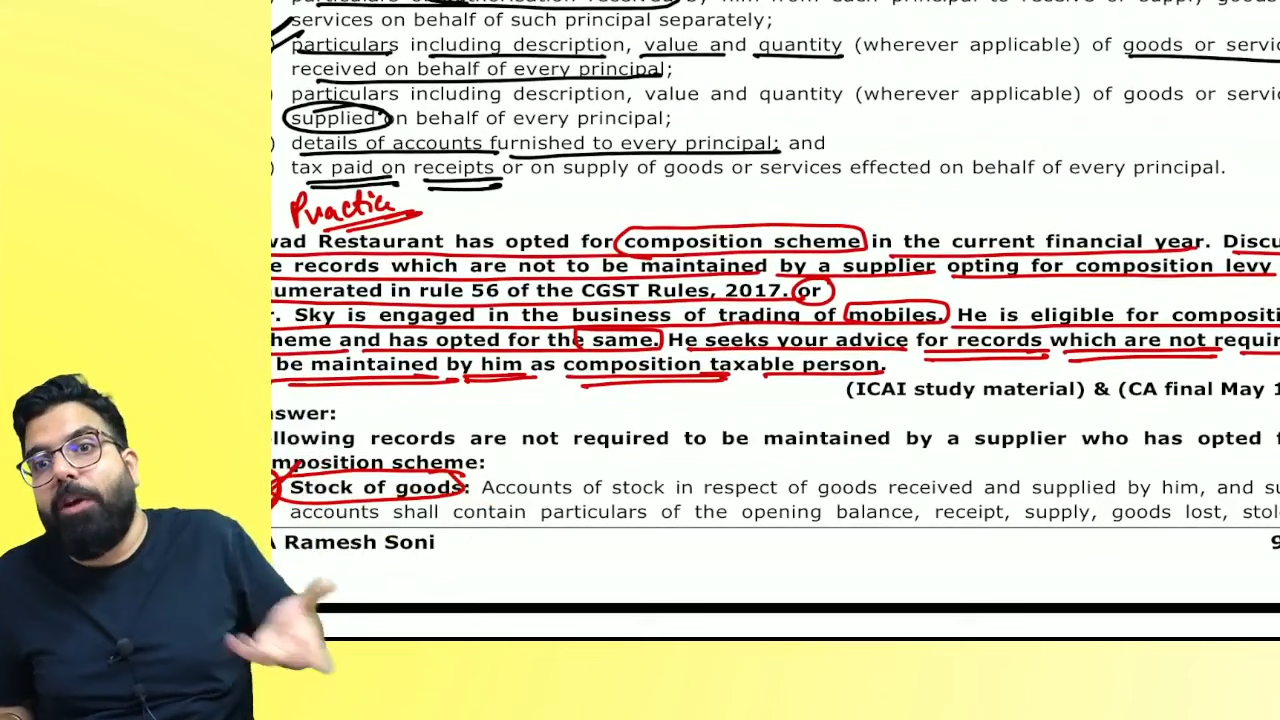 services on behalf of such principal separately;
particulars including description, value and quantity (wherever applicable) of goods or
received on behalf of every principal;
particulars including description, value and quantity (wherever applicable) of goods or
supplied on behalf of every principal;
) details of accounts furnished to every principal; and
) tax paid on receipts or on supply of goods or services effected on behalf of every principal.
Practice
wad Restaurant has opted for composition scheme in the current financial year.
e records which are not to be maintained by a supplier opting for composition levy
umerated in rule 56 of the CGST Rules, 2017. or
r. Sky is engaged in the business of trading of mobiles. He is eligible for compositi
heme and has opted for the same. He seeks your advice for records which are not requir
be maintained by him as composition taxable person.
(ICAI study material) & (CA final May 1
nswer:
llowing records are not required to be maintained by a supplier who has opted f
mposition scheme:
Stock of goods: Accounts of stock in respect of goods received and supplied by him, and su
accounts shall contain particulars of the opening balance, receipt, supply, goods lost, stol
A Ramesh Soni
9